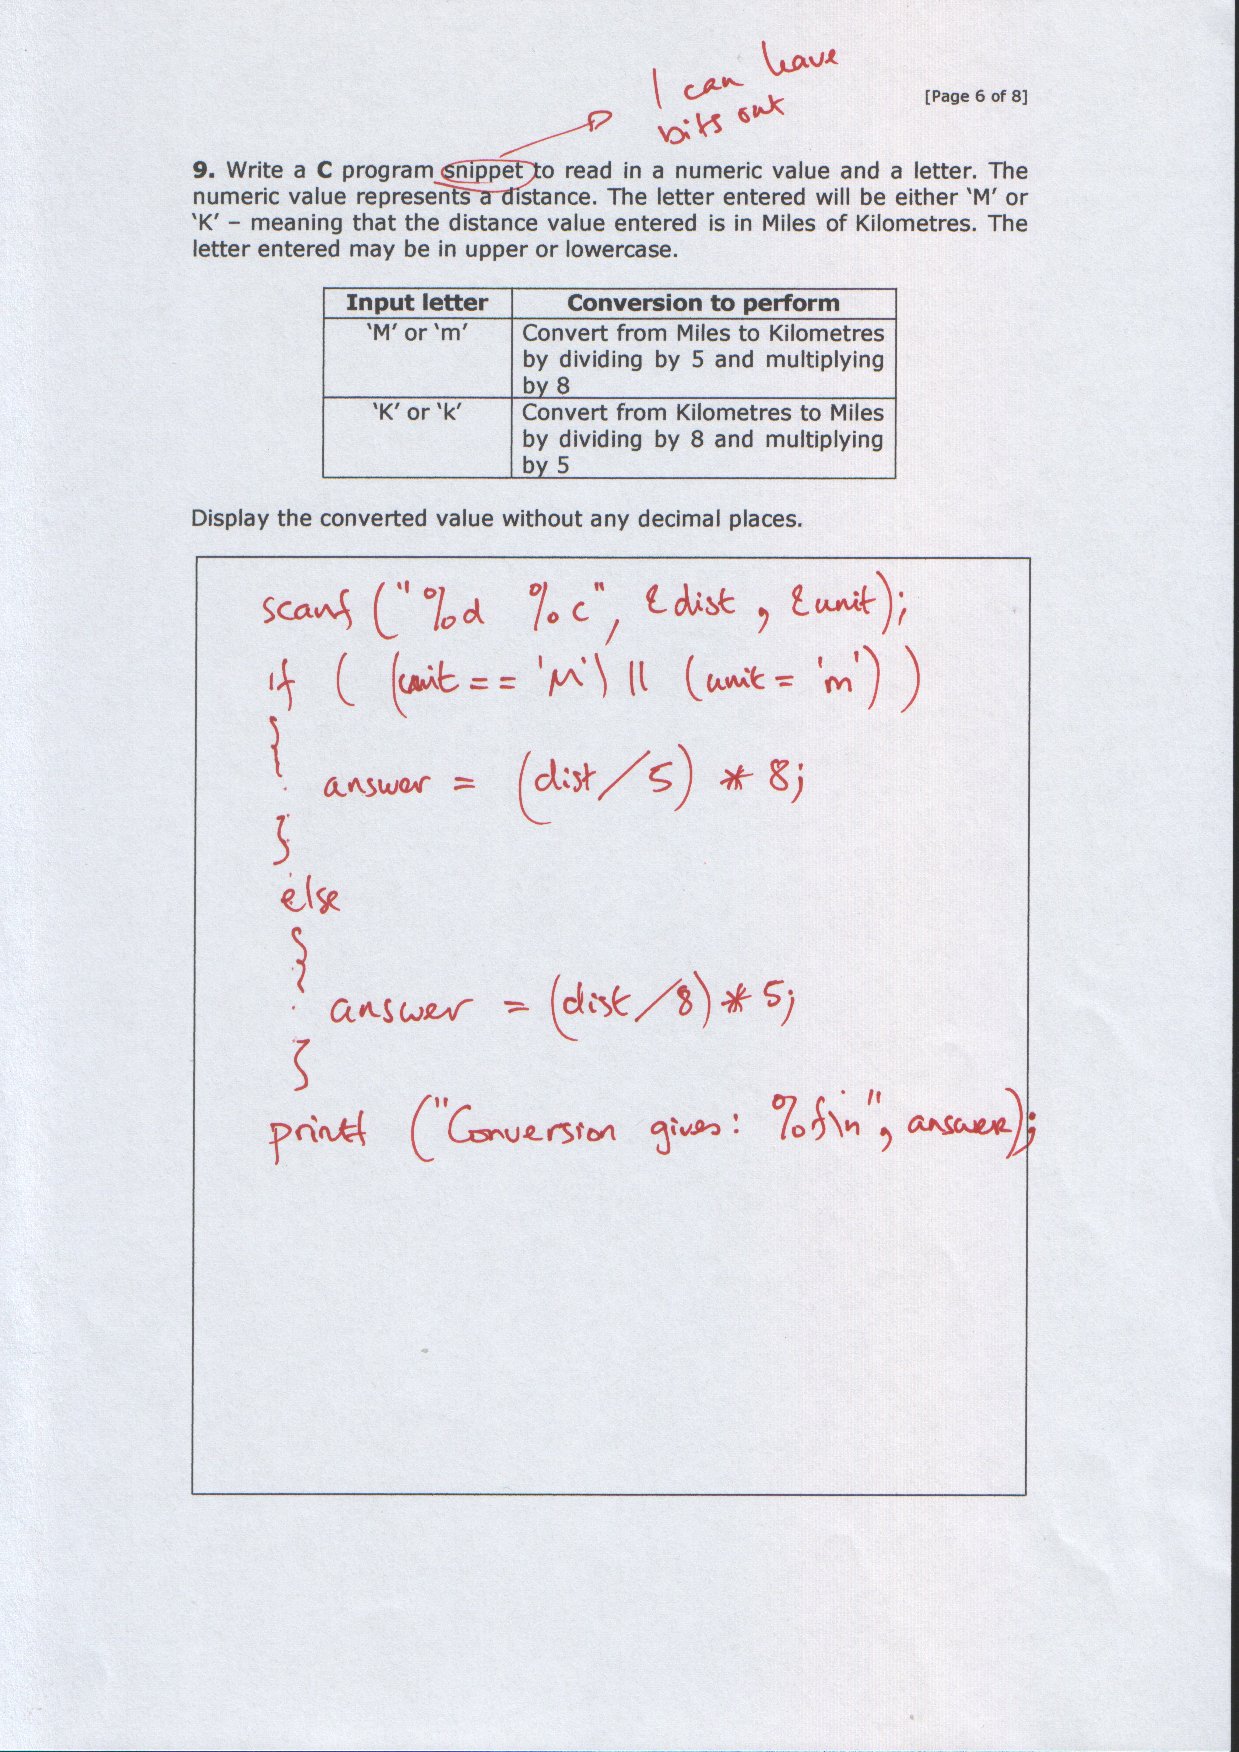 I can have
bits out
[Page 6 of 8]
9. Write a C program snippet to read in a numeric value and a letter. The
numeric value represents a distance. The letter entered will be either ‘M’ or
‘K’ – meaning that the distance value entered is in Miles of Kilometres. The
letter entered may be in upper or lowercase.
Input letter Conversion to perform
‘M’ or ‘m’ Convert from Miles to Kilometres
by dividing by 5 and multiplying
by 8
‘K’ or ‘k’ Convert from Kilometres to Miles
by dividing by 8 and multiplying
by 5
Display the converted value without any decimal places.
scanf ("%d %c", &dist, &unit);
if ( (unit == 'M') || (unit = 'm') )
{
answer = (dist/5) * 8;
}
else
{
answer = (dist/8) * 5;
}
printf ("Conversion gives: %f\n", answer);